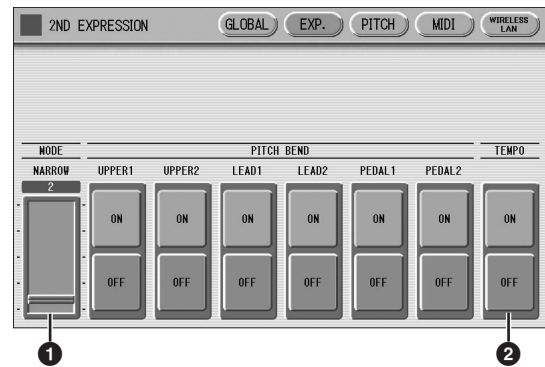 2ND EXPRESSION GLOBAL EXP. PITCH MIDI WIRELESS LAN
MODE PITCH BEND TEMPO
NARROW UPPER1 UPPER2 LEAD1 LEAD2 PEDAL1 PEDAL2
2
ON ON ON ON ON ON ON
OFF OFF OFF OFF OFF OFF OFF
1 2